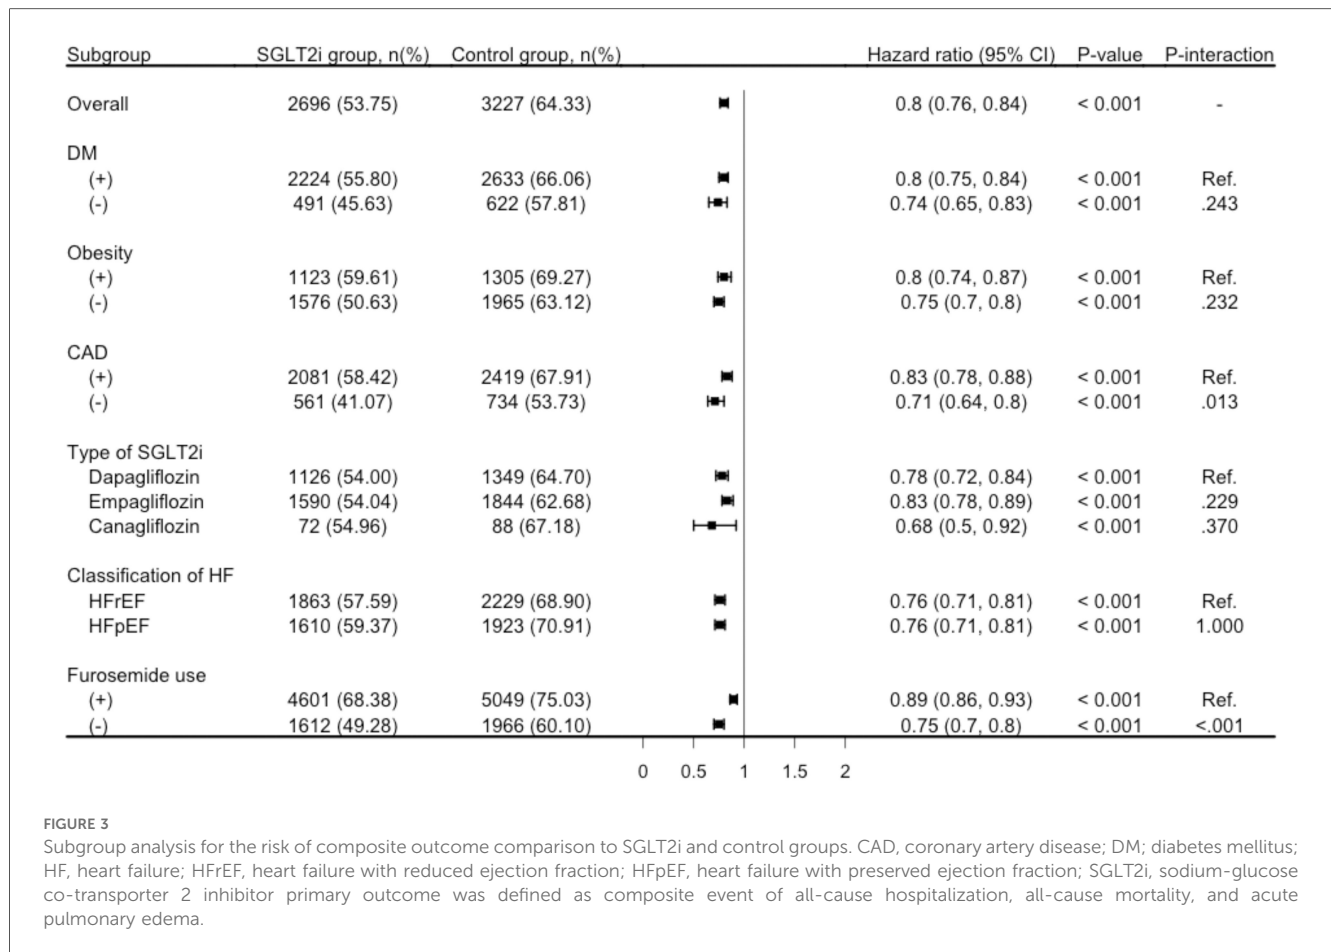 Subgroup SGLT2i group, n(%) Control group, n(%) Hazard ratio (95% CI) P-value P-interaction
Overall 2696 (53.75) 3227 (64.33) 0.8 (0.76, 0.84) < 0.001 -
DM
(+) 2224 (55.80) 2633 (66.06) 0.8 (0.75, 0.84) < 0.001 Ref.
(-) 491 (45.63) 622 (57.81) 0.74 (0.65, 0.83) < 0.001 .243
Obesity
(+) 1123 (59.61) 1305 (69.27) 0.8 (0.74, 0.87) < 0.001 Ref.
(-) 1576 (50.63) 1965 (63.12) 0.75 (0.7, 0.8) < 0.001 .232
CAD
(+) 2081 (58.42) 2419 (67.91) 0.83 (0.78, 0.88) < 0.001 Ref.
(-) 561 (41.07) 734 (53.73) 0.71 (0.64, 0.8) < 0.001 .013
Type of SGLT2i
Dapagliflozin 1126 (54.00) 1349 (64.70) 0.78 (0.72, 0.84) < 0.001 Ref.
Empagliflozin 1590 (54.04) 1844 (62.68) 0.83 (0.78, 0.89) < 0.001 .229
Canagliflozin 72 (54.96) 88 (67.18) 0.68 (0.5, 0.92) < 0.001 .370
Classification of HF
HFrEF 1863 (57.59) 2229 (68.90) 0.76 (0.71, 0.81) < 0.001 Ref.
HFpEF 1610 (59.37) 1923 (70.91) 0.76 (0.71, 0.81) < 0.001 1.000
Furosemide use
(+) 4601 (68.38) 5049 (75.03) 0.89 (0.86, 0.93) < 0.001 Ref.
(-) 1612 (49.28) 1966 (60.10) 0.75 (0.7, 0.8) < 0.001 <.001
0 0.5 1 1.5 2
FIGURE 3
Subgroup analysis for the risk of composite outcome comparison to SGLT2i and control groups. CAD, coronary artery disease; DM; diabetes mellitus;
HF, heart failure; HFrEF, heart failure with reduced ejection fraction; HFpEF, heart failure with preserved ejection fraction; SGLT2i, sodium-glucose
co-transporter 2 inhibitor primary outcome was defined as composite event of all-cause hospitalization, all-cause mortality, and acute
pulmonary edema.